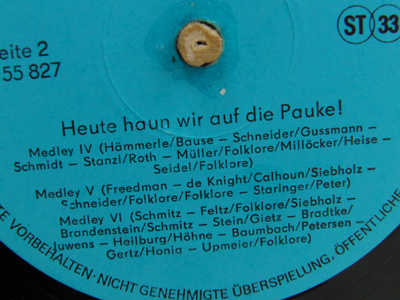 eite 2
55 827
ST 33
Heute haun wir auf die Pauke!
Medley IV (Hämmerle/Bause – Schneider/Gussmann –
Schmidt – Stanzl/Roth – Müller/Folklore/Millöcker/Heise –
Seidel/Folklore)
Medley V (Freedman – de Knight/Calhoun/Siebholz –
Schneider/Folklore/Folklore – Staringer/Peter)
Medley VI (Schmitz – Feltz/Folklore/Siebholz –
Brandenstein/Schmitz – Stein/Gietz – Bradtke/
Juwens – Heilburg/Höhne – Baumbach/Petersen –
Gertz/Honia – Upmeier/Folklore)
TE VORBEHALTEN · NICHT GENEHMIGTE ÜBERSPIELUNG, ÖFFENTLICHE